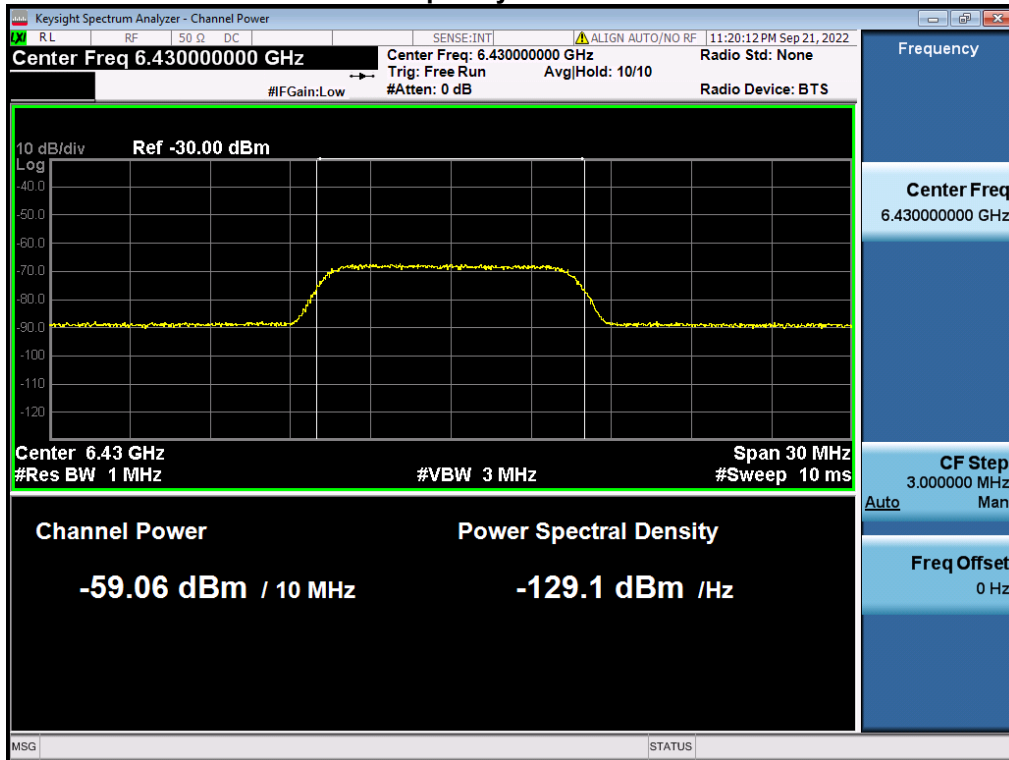 Keysight Spectrum Analyzer - Channel Power
LXI RL RF 50 Ω DC SENSE:INT ALIGN AUTO/NO RF 11:20:12 PM Sep 21, 2022
Center Freq 6.430000000 GHz Center Freq: 6.430000000 GHz Radio Std: None
Trig: Free Run Avg|Hold: 10/10
#IFGain:Low #Atten: 0 dB Radio Device: BTS
10 dB/div Ref -30.00 dBm
Log
-40.0
-50.0
-60.0
-70.0
-80.0
-90.0
-100
-110
-120
Center 6.43 GHz Span 30 MHz
#Res BW 1 MHz #VBW 3 MHz #Sweep 10 ms
Channel Power Power Spectral Density
-59.06 dBm / 10 MHz -129.1 dBm /Hz
Frequency
Center Freq
6.430000000 GHz
CF Step
3.000000 MHz
Auto Man
Freq Offset
0 Hz
MSG STATUS